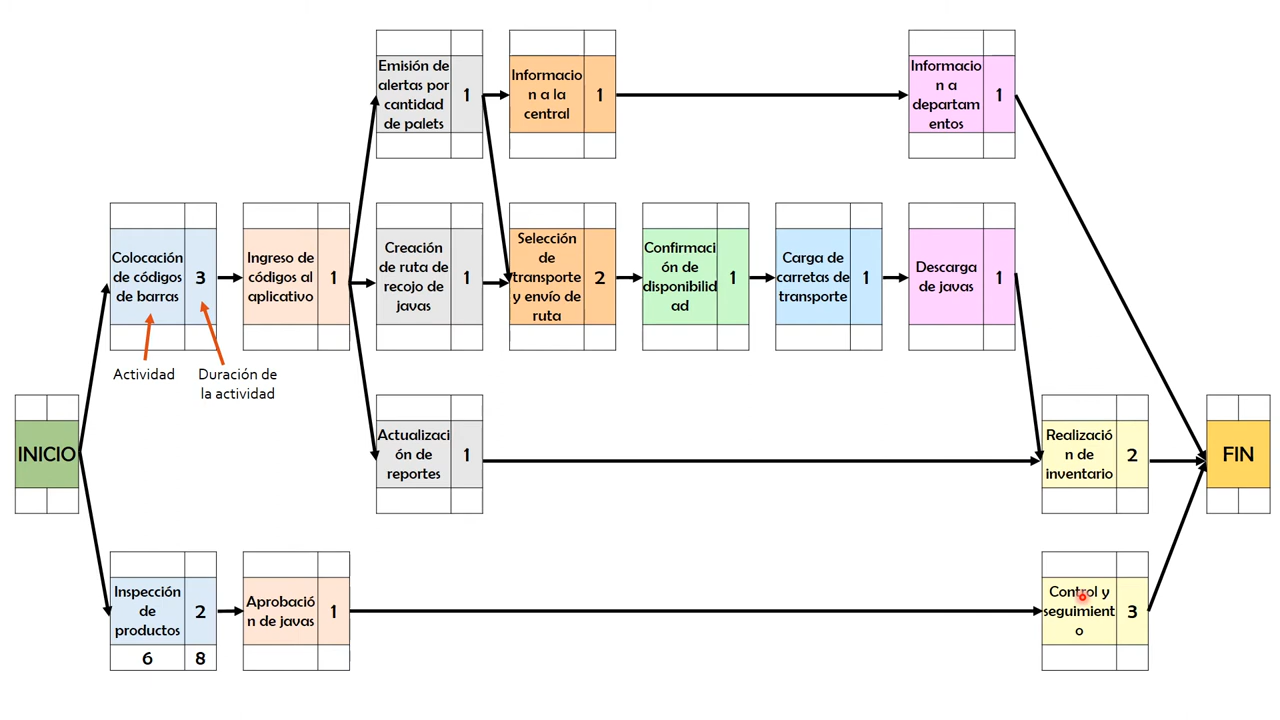 Emisión de
alertas por
cantidad
de palets
1
Informacio
n a la
central
1
Informacio
n a
departam
entos
1
Colocación
de códigos
de barras
3
Ingreso de
códigos al
aplicativo
1
Creación
de ruta de
recojo de
javas
1
Selección
de
transporte
y envío de
ruta
2
Confirmaci
ón de
disponibilid
ad
1
Carga de
carretas de
transporte
1
Descarga
de javas
1
Actividad
Duración de
la actividad
INICIO
Actualizaci
ón de
reportes
1
Realizació
n de
inventario
2
FIN
Inspección
de
productos
2
6
8
Aprobació
n de javas
1
Control y
seguimient
o
3